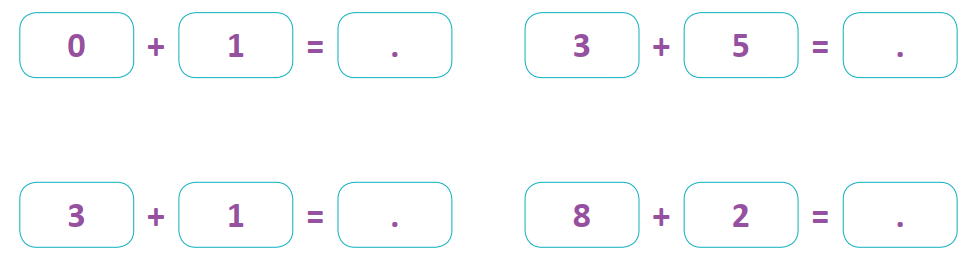 0 + 1 = . 3 + 5 = .
3 + 1 = . 8 + 2 = .